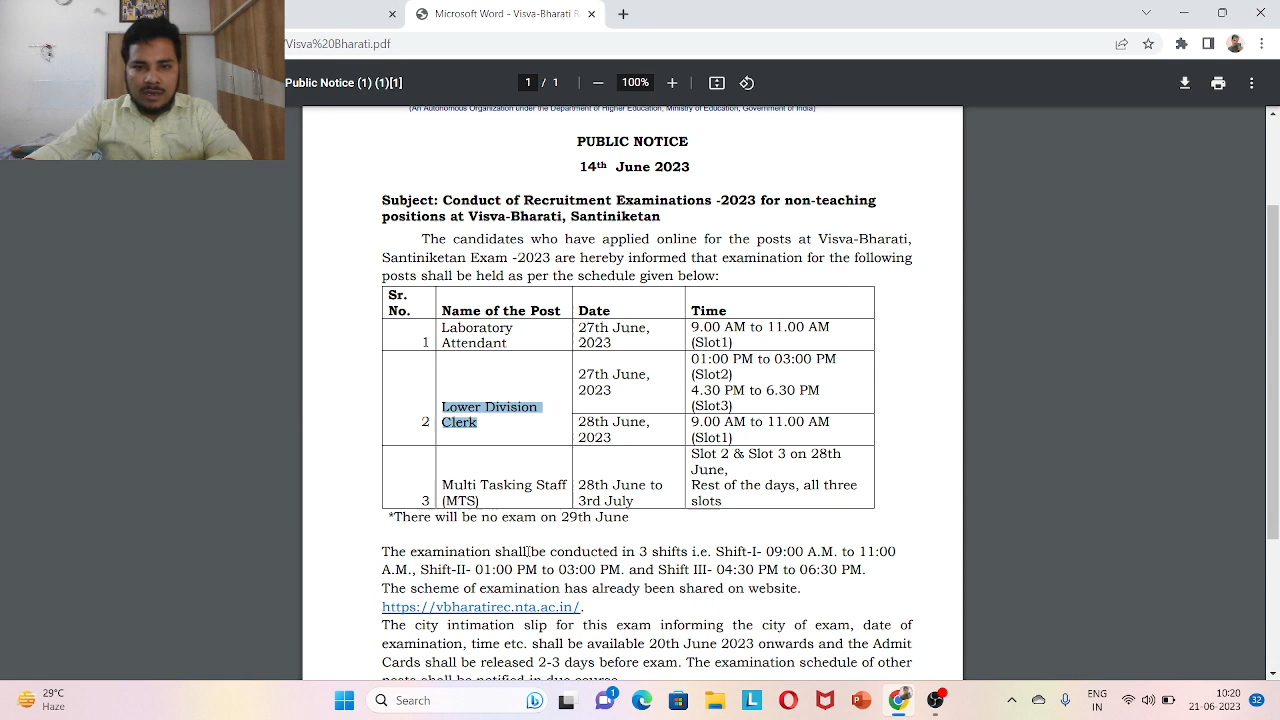 Microsoft Word - Visva-Bharati R
/Visva%20Bharati.pdf
Public Notice (1) (1)[1]
1 / 1
100%
(An Autonomous Organization under the Department of Higher Education, Ministry of Education, Government of India)
PUBLIC NOTICE
14th June 2023
Subject: Conduct of Recruitment Examinations -2023 for non-teaching
positions at Visva-Bharati, Santiniketan
The candidates who have applied online for the posts at Visva-Bharati,
Santiniketan Exam -2023 are hereby informed that examination for the following
posts shall be held as per the schedule given below:
Sr.
No. Name of the Post Date Time
1 Laboratory Attendant 27th June, 2023 9.00 AM to 11.00 AM (Slot1)
2 Lower Division Clerk 27th June, 2023 01:00 PM to 03:00 PM (Slot2)
4.30 PM to 6.30 PM (Slot3)
28th June, 2023 9.00 AM to 11.00 AM (Slot1)
3 Multi Tasking Staff (MTS) 28th June to 3rd July Slot 2 & Slot 3 on 28th June,
Rest of the days, all three slots
*There will be no exam on 29th June
The examination shall be conducted in 3 shifts i.e. Shift-I- 09:00 A.M. to 11:00
A.M., Shift-II- 01:00 PM to 03:00 PM. and Shift III- 04:30 PM to 06:30 PM.
The scheme of examination has already been shared on website.
https://vbharatirec.nta.ac.in/.
The city intimation slip for this exam informing the city of exam, date of
examination, time etc. shall be available 20th June 2023 onwards and the Admit
Cards shall be released 2-3 days before exam. The examination schedule of other
posts shall be notified in due course
29°C
Haze
Search
1
ENG
IN
10:20
21-06-2023
32